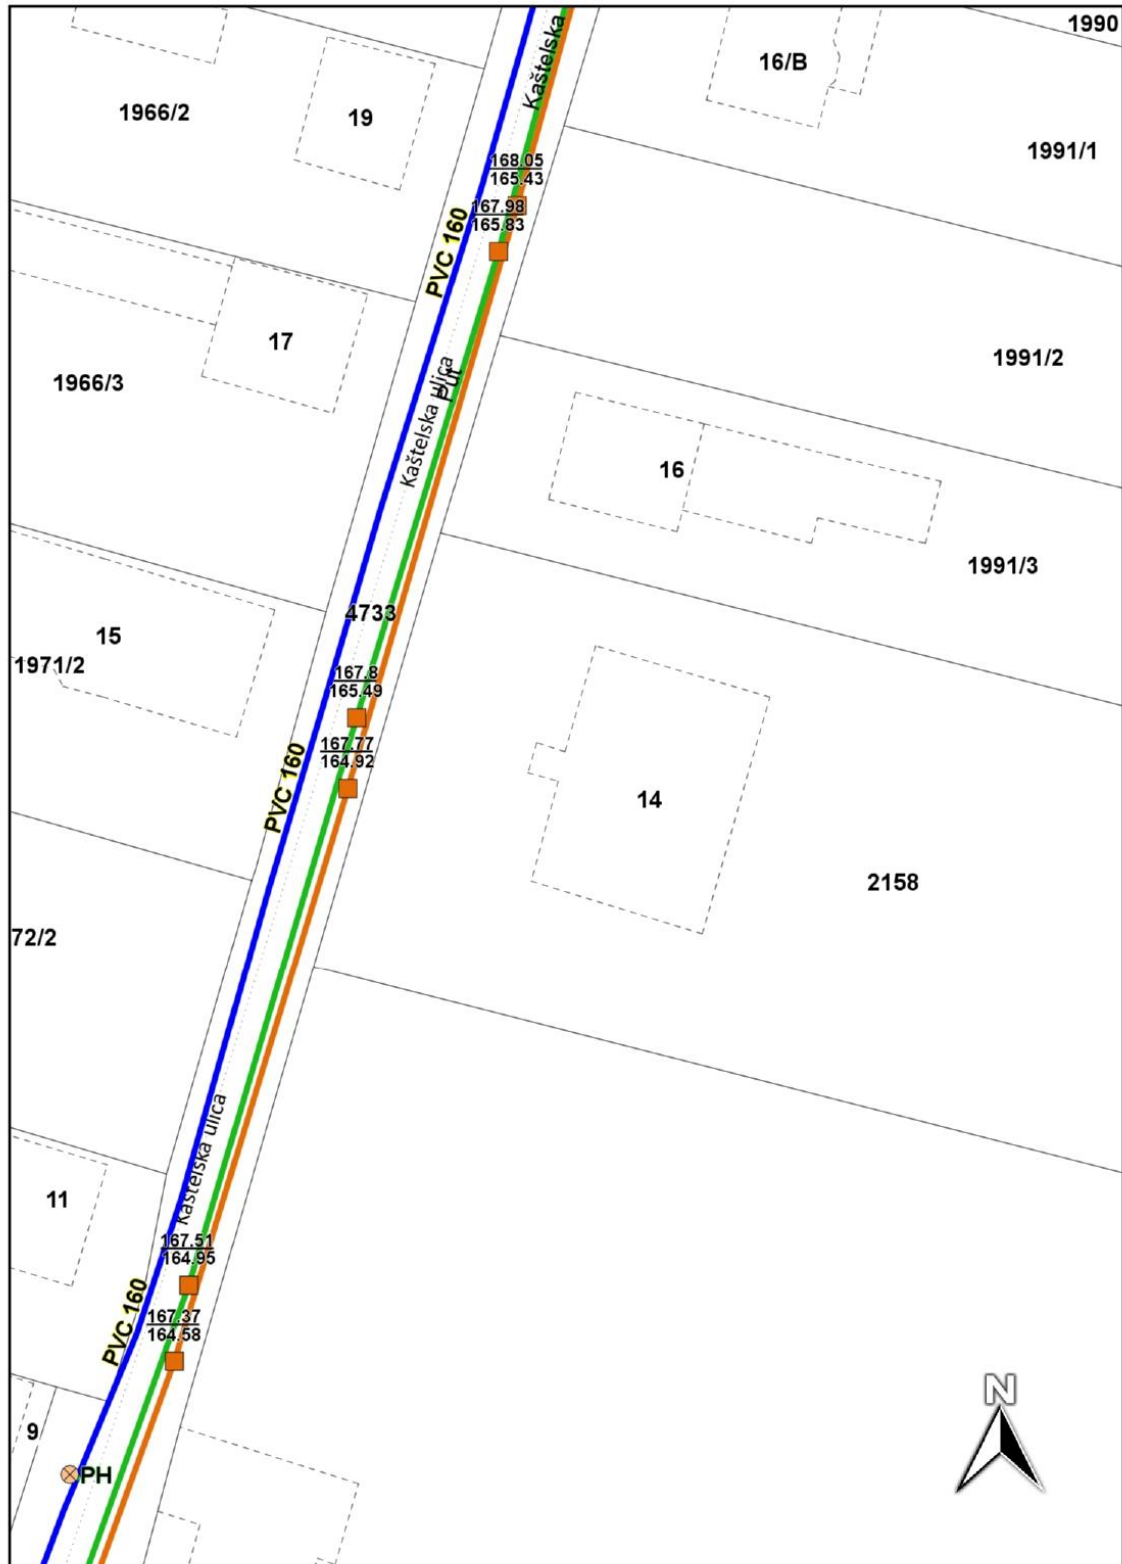 1990
Kaštelska
16/B
1966/2
19
1991/1
168.05
165.43
167.98
165.83
PVC 160
17
1991/2
1966/3
Kaštelska ulica
Put
16
1991/3
4733
15
1971/2
167.8
165.49
167.77
164.92
PVC 160
14
2158
72/2
Kaštelska ulica
11
167.51
164.95
PVC 160
167.37
164.58
N
9
PH